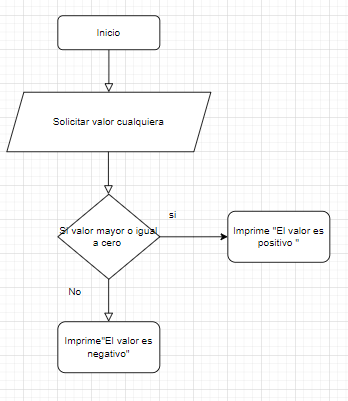 Inicio
Solicitar valor cualquiera
si
Si valor mayor o igual
a cero
Imprime "El valor es
positivo "
No
Imprime"El valor es
negativo"